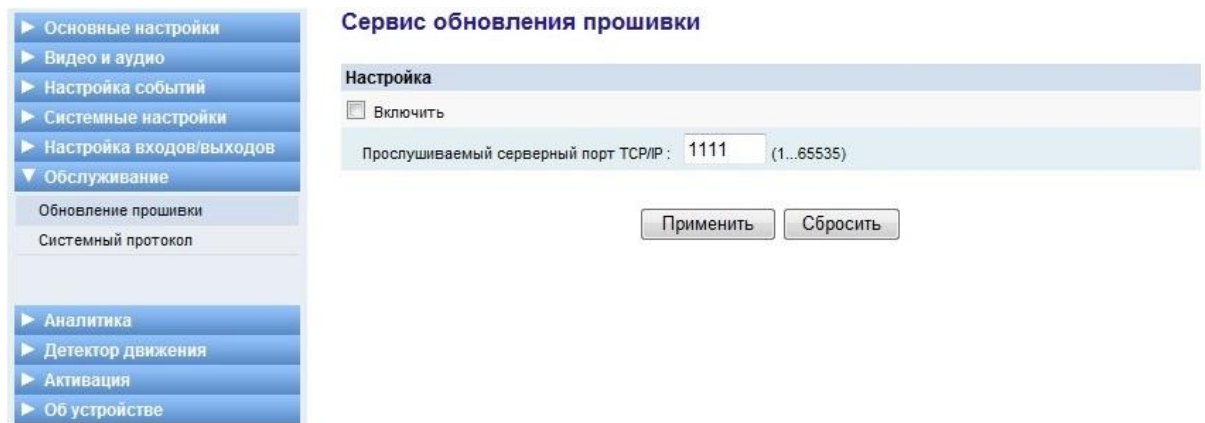 Основные настройки
Видео и аудио
Настройка событий
Системные настройки
Настройка входов/выходов
Обслуживание
Обновление прошивки
Системный протокол
Аналитика
Детектор движения
Активация
Об устройстве
Сервис обновления прошивки
Настройка
Включить
Прослушиваемый серверный порт TCP/IP : 1111 (1...65535)
Применить Сбросить